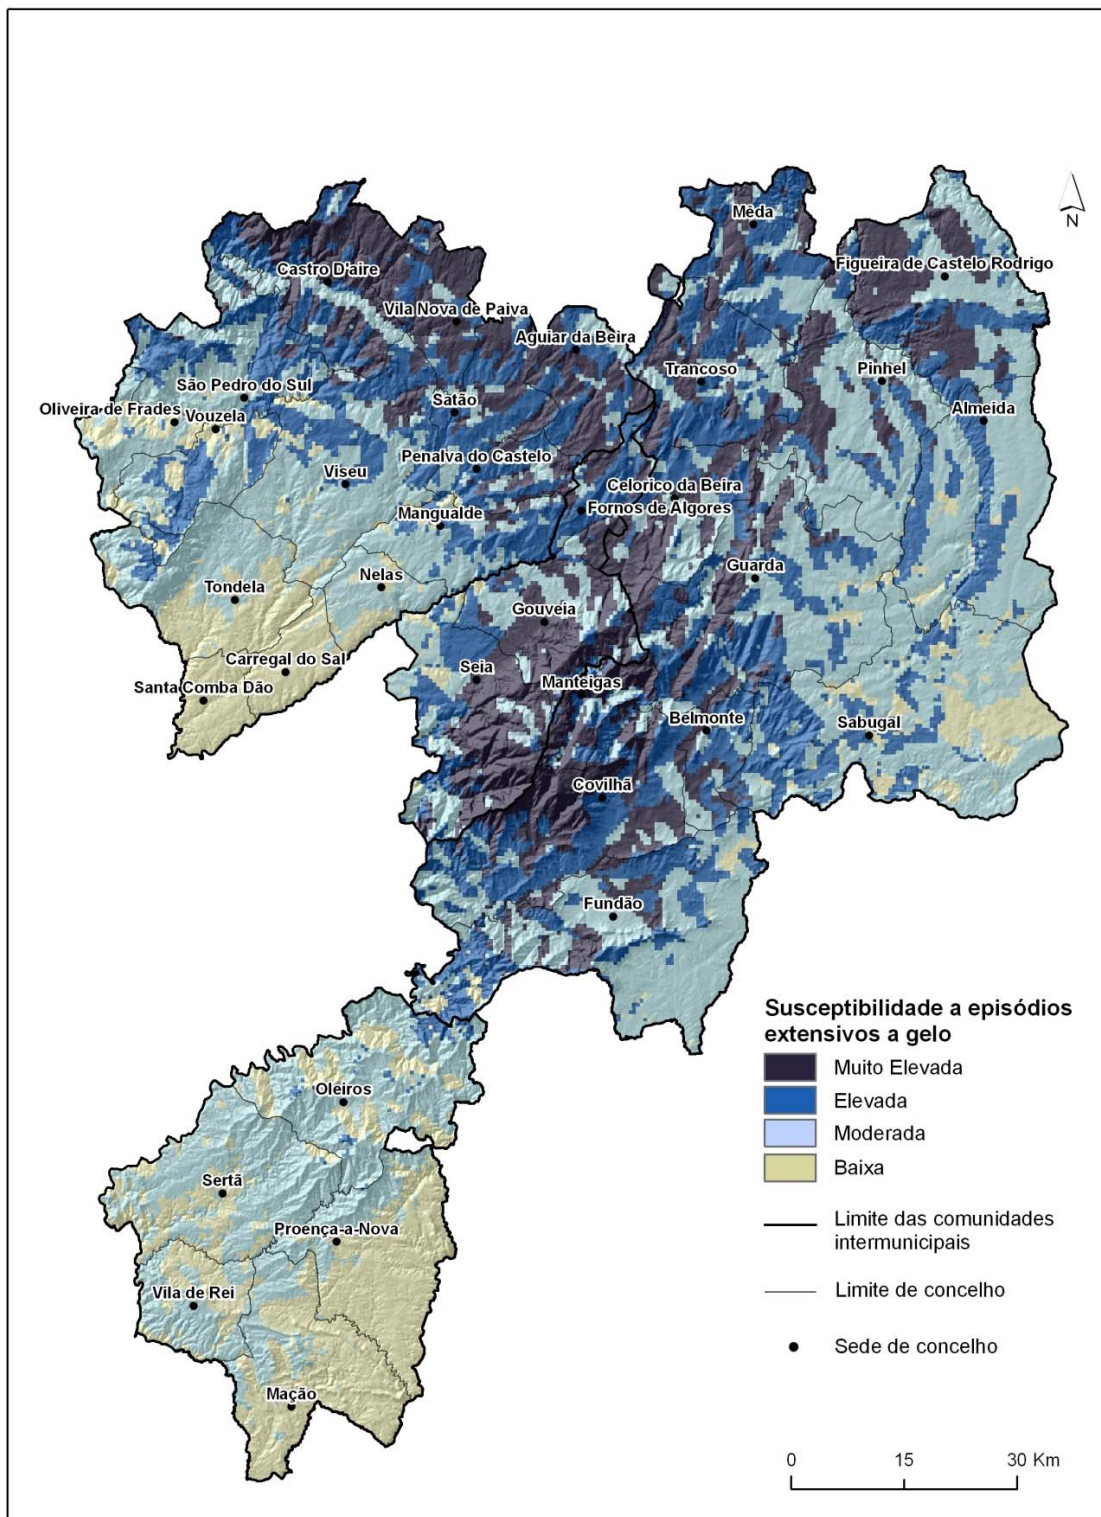 N
Mêda
Figueira de Castelo Rodrigo
Castro D'aire
Vila Nova de Paiva
Aguiar da Beira
Trancoso
Pinhel
São Pedro do Sul
Oliveira de Frades
Vouzela
Satão
Almeida
Penalva do Castelo
Viseu
Celorico da Beira
Fornos de Algores
Mangualde
Guarda
Nelas
Tondela
Gouveia
Carregal do Sal
Seia
Manteigas
Santa Comba Dão
Belmonte
Sabugal
Covilhã
Fundão
Oleiros
Sertã
Proença-a-Nova
Vila de Rei
Mação
Susceptibilidade a episódios
extensivos a gelo
Muito Elevada
Elevada
Moderada
Baixa
Limite das comunidades
intermunicipais
Limite de concelho
Sede de concelho
0 15 30 Km